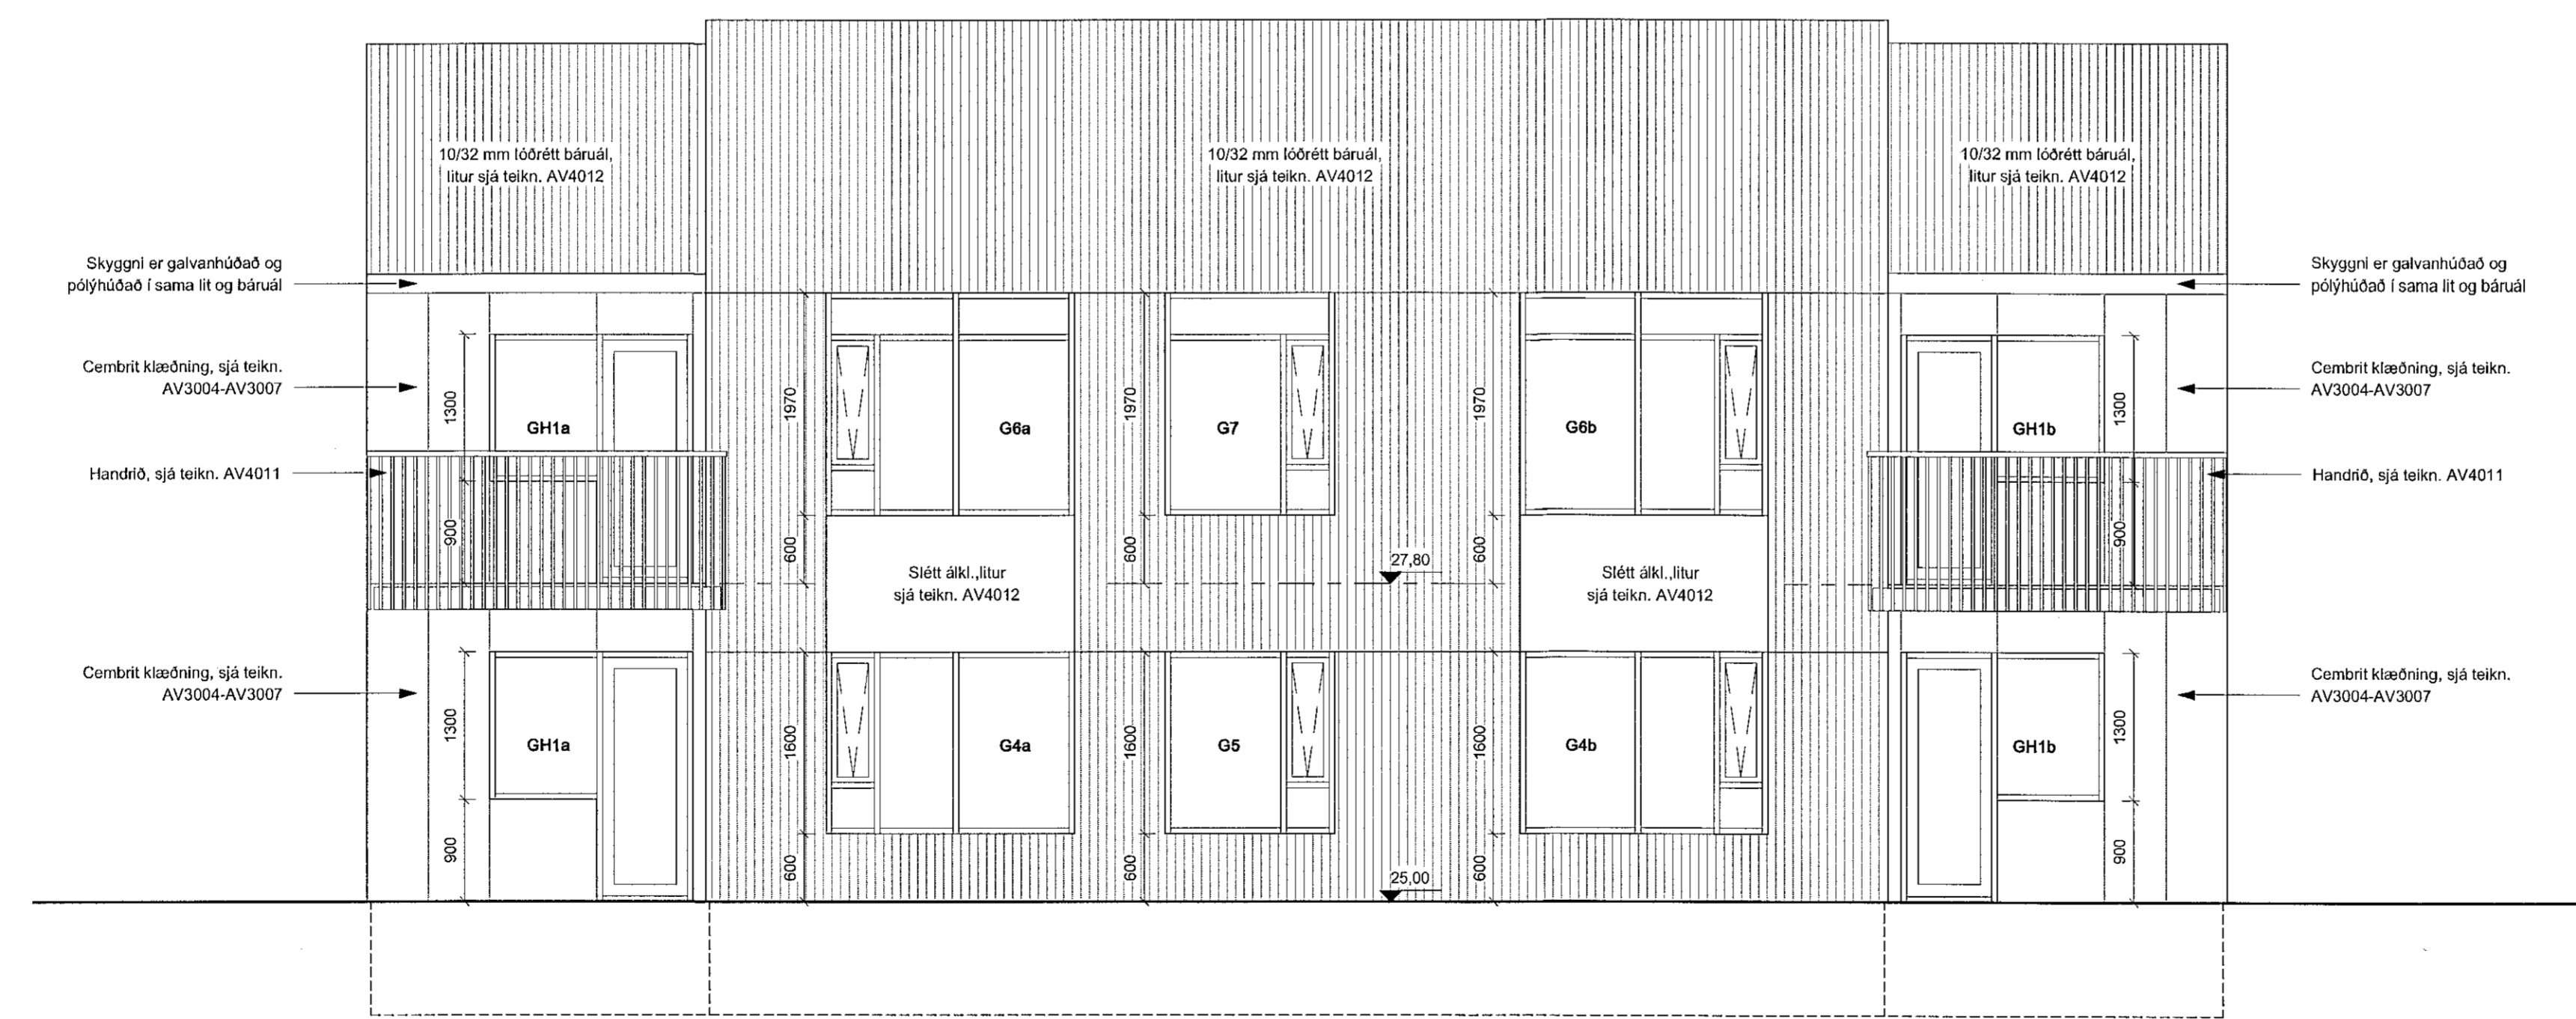 10/32 mm lóðrétt báruál,
litur sjá teikn. AV4012
10/32 mm lóðrétt báruál,
litur sjá teikn. AV4012
10/32 mm lóðrétt báruál,
litur sjá teikn. AV4012
Skyggni er galvanhúðað og
pólýhúðað í sama lit og báruál
Skyggni er galvanhúðað og
pólýhúðað í sama lit og báruál
Cembrit klæðning, sjá teikn.
AV3004-AV3007
1300
GH1a
1970
G6a
1970
G7
1970
G6b
GH1b
1300
Cembrit klæðning, sjá teikn.
AV3004-AV3007
Handrið, sjá teikn. AV4011
900
600
Slétt álkl.,litur
sjá teikn. AV4012
600
27,80
600
Slétt álkl.,litur
sjá teikn. AV4012
900
Handrið, sjá teikn. AV4011
Cembrit klæðning, sjá teikn.
AV3004-AV3007
1300
GH1a
1600
G4a
1600
G5
1600
G4b
GH1b
1300
Cembrit klæðning, sjá teikn.
AV3004-AV3007
900
600
600
25,00
600
900